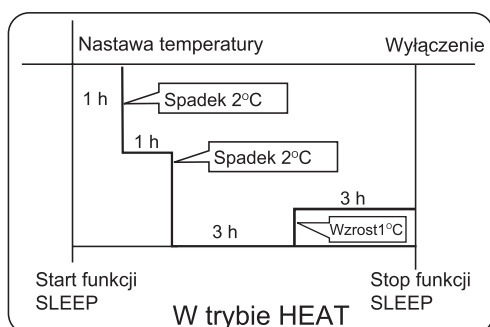 Nastawa temperatury
Wyłączenie
1 h
Spadek 2°C
1 h
Spadek 2°C
3 h
3 h
Wzrost1°C
Start funkcji
SLEEP
Stop funkcji
SLEEP
W trybie HEAT